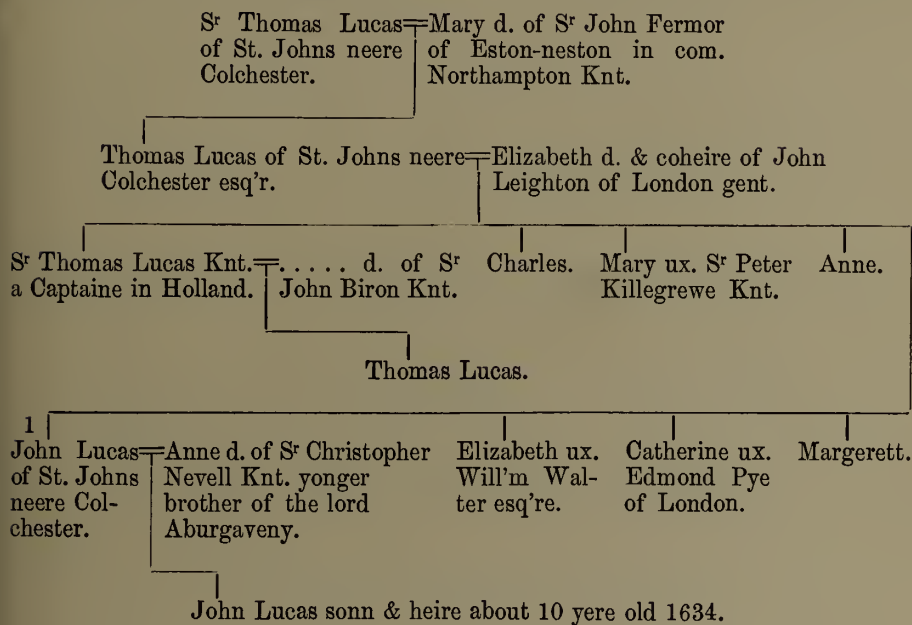 Sʳ Thomas Lucas
of St. Johns neere
Colchester.
Mary d. of Sʳ John Fermor
of Eston-neston in com.
Northampton Knt.
Thomas Lucas of St. Johns neere
Colchester esq'r.
Elizabeth d. & coheire of John
Leighton of London gent.
Sʳ Thomas Lucas Knt.
a Captaine in Holland.
..... d. of Sʳ
John Biron Knt.
Charles.
Mary ux. Sʳ Peter
Killegrewe Knt.
Anne.
Thomas Lucas.
1
John Lucas
of St. Johns
neere Col-
chester.
Anne d. of Sʳ Christopher
Nevell Knt. yonger
brother of the lord
Aburgaveny.
Elizabeth ux.
Will'm Wal-
ter esq're.
Catherine ux.
Edmond Pye
of London.
Margerett.
John Lucas sonn & heire about 10 yere old 1634.